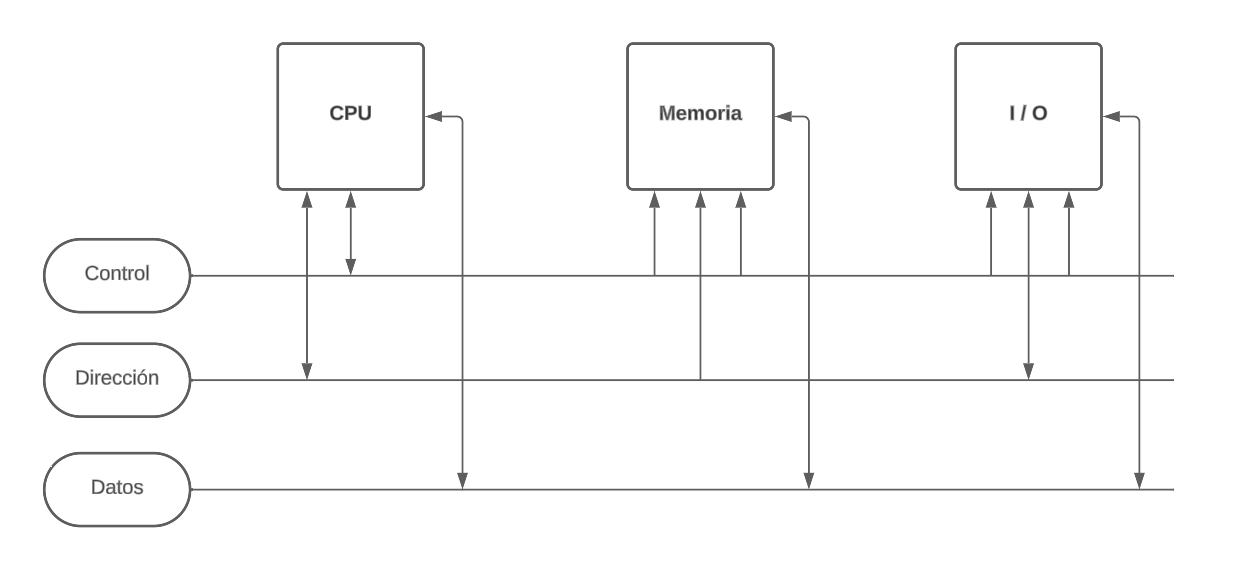 CPU
Memoria
I / O
Control
Dirección
Datos